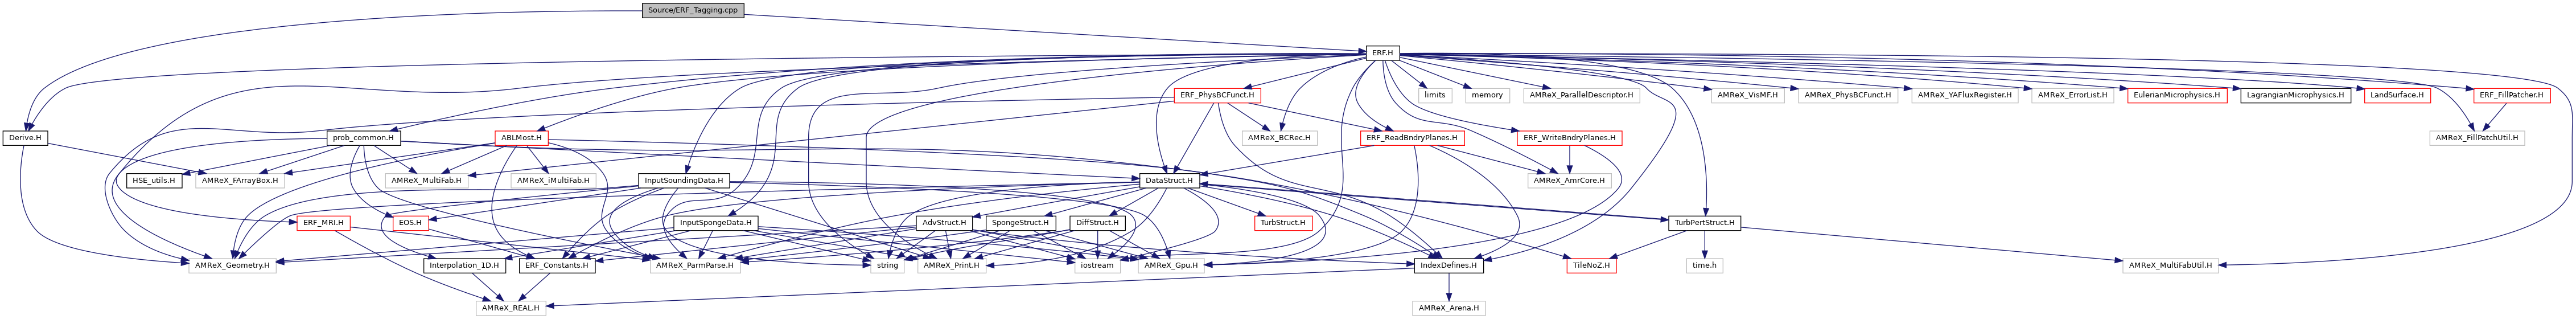 Source/ERF_Tagging.cpp
ERF.H
ERF_PhysBCFunct.H
limits
memory
AMReX_ParallelDescriptor.H
AMReX_VisMF.H
AMReX_PhysBCFunct.H
AMReX_YAFluxRegister.H
AMReX_ErrorList.H
EulerianMicrophysics.H
LagrangianMicrophysics.H
LandSurface.H
ERF_FillPatcher.H
Derive.H
prob_common.H
ABLMost.H
AMReX_BCRec.H
ERF_ReadBndryPlanes.H
ERF_WriteBndryPlanes.H
AMReX_FillPatchUtil.H
HSE_utils.H
AMReX_FArrayBox.H
AMReX_MultiFab.H
AMReX_iMultiFab.H
InputSoundingData.H
DataStruct.H
AMReX_AmrCore.H
ERF_MRI.H
EOS.H
InputSpongeData.H
AdvStruct.H
SpongeStruct.H
DiffStruct.H
TurbStruct.H
TurbPertStruct.H
AMReX_Geometry.H
Interpolation_1D.H
ERF_Constants.H
AMReX_ParmParse.H
string
AMReX_Print.H
iostream
AMReX_Gpu.H
IndexDefines.H
TileNoZ.H
time.h
AMReX_MultiFabUtil.H
AMReX_REAL.H
AMReX_Arena.H